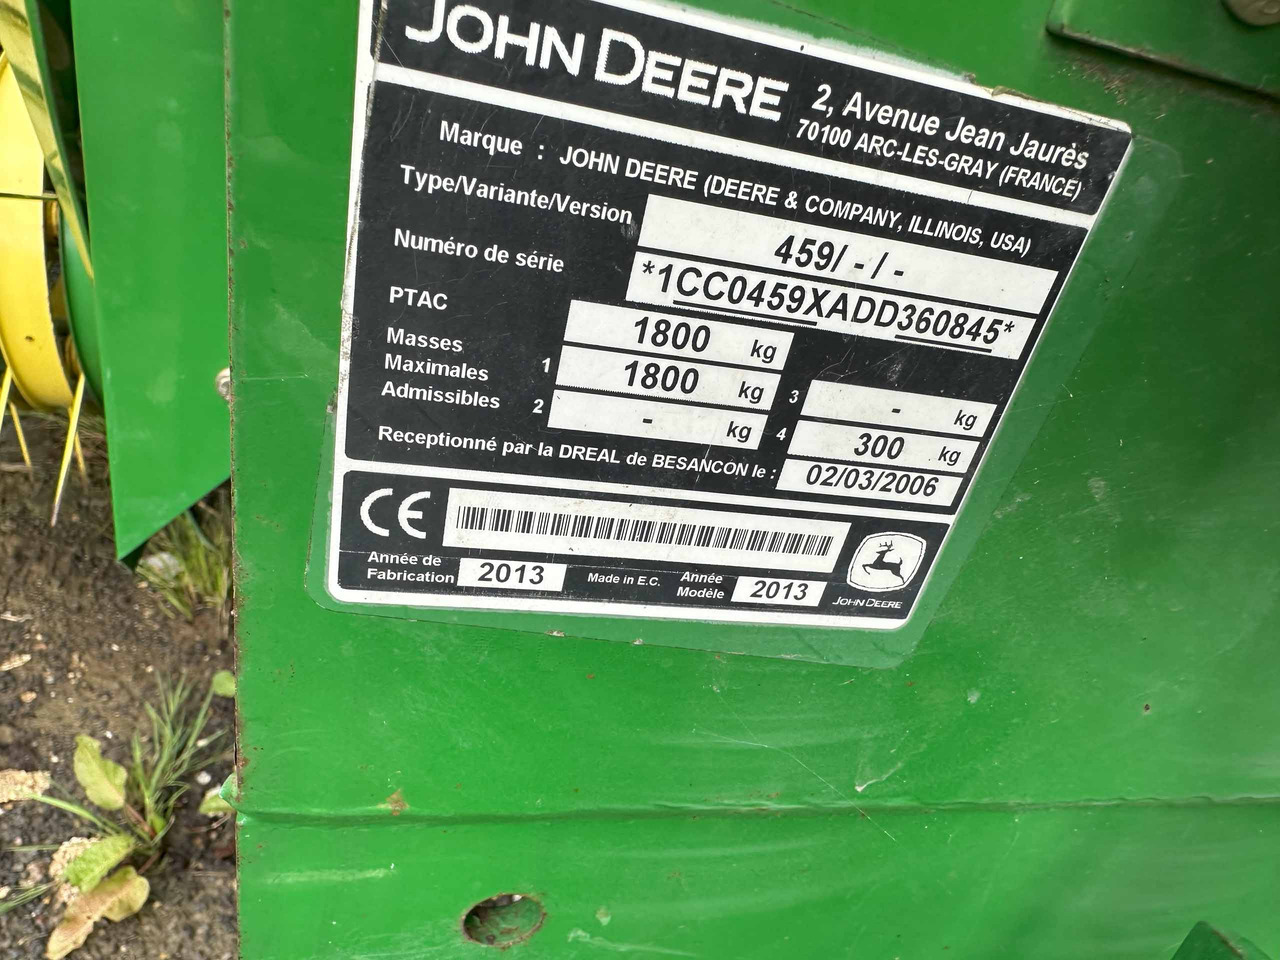 JOHN DEERE
2, Avenue Jean Jaurès
70100 ARC-LES-GRAY (FRANCE)
Marque : JOHN DEERE (DEERE & COMPANY, ILLINOIS, USA)
Type/Variante/Version 459/ - / -
Numéro de série *1CC0459XADD360845*
PTAC 1800 kg
Masses Maximales Admissibles
1 1800 kg 3 - kg
2 - kg 4 300 kg
Receptionné par la DREAL de BESANCON le : 02/03/2006
CE
Année de Fabrication 2013 Made in E.C. Année Modèle 2013
JOHN DEERE